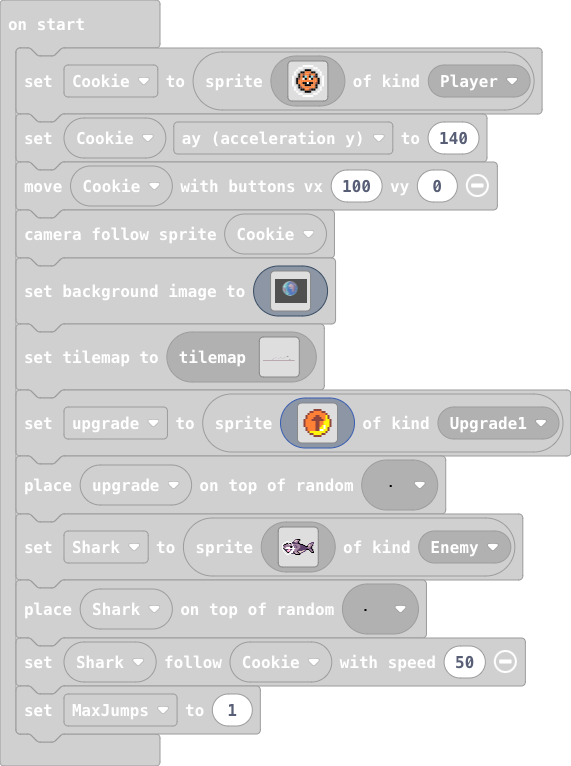 on start
set Cookie to sprite of kind Player
set Cookie ay (acceleration y) to 140
move Cookie with buttons vx 100 vy 0
camera follow sprite Cookie
set background image to
set tilemap to tilemap
set upgrade to sprite of kind Upgrade1
place upgrade on top of random
set Shark to sprite of kind Enemy
place Shark on top of random
set Shark follow Cookie with speed 50
set MaxJumps to 1